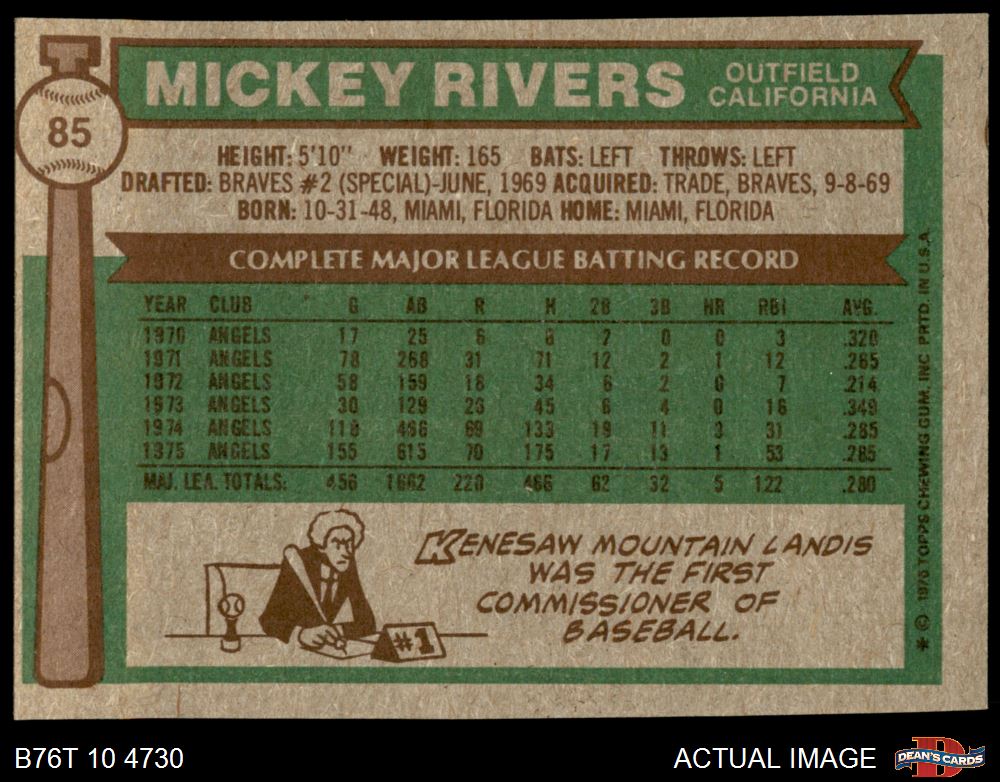 MICKEY RIVERS
OUTFIELD
CALIFORNIA
85
HEIGHT: 5'10" WEIGHT: 165 BATS: LEFT THROWS: LEFT
DRAFTED: BRAVES #2 (SPECIAL)-JUNE, 1969 ACQUIRED: TRADE, BRAVES, 9-8-69
BORN: 10-31-48, MIAMI, FLORIDA HOME: MIAMI, FLORIDA
COMPLETE MAJOR LEAGUE BATTING RECORD
YEAR CLUB G AB R H 2B 3B HR RBI AVG.
1970 ANGELS 17 25 6 8 2 0 0 3 .320
1971 ANGELS 78 268 31 71 12 2 1 12 .265
1972 ANGELS 58 159 18 34 6 2 0 7 .214
1973 ANGELS 30 129 26 45 6 4 0 16 .349
1974 ANGELS 118 466 69 133 19 11 3 31 .285
1975 ANGELS 155 615 70 175 17 13 1 53 .285
MAJ. LEA. TOTALS: 456 1662 220 466 62 32 5 122 .280
KENESAW MOUNTAIN LANDIS
WAS THE FIRST
COMMISSIONER OF
BASEBALL.
#1
* © 1976 TOPPS CHEWING GUM, INC PRTD. IN U.S.A.
B76T 10 4730
ACTUAL IMAGE
D
DEAN'S CARDS